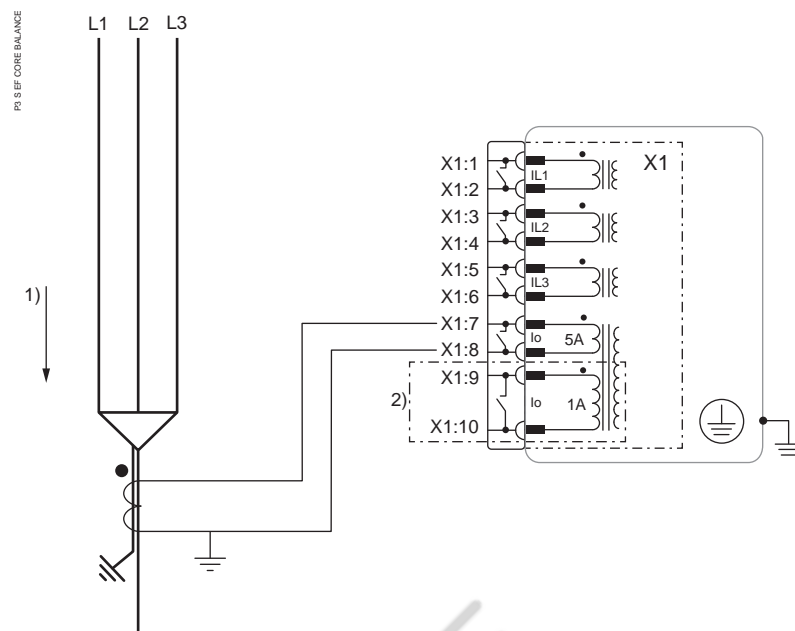 P3 S EF CORE BALANCE
L1 L2 L3
X1
X1:1
IL1
X1:2
X1:3
IL2
X1:4
X1:5
IL3
X1:6
1)
X1:7
Io 5A
X1:8
X1:9
2)
Io 1A
X1:10